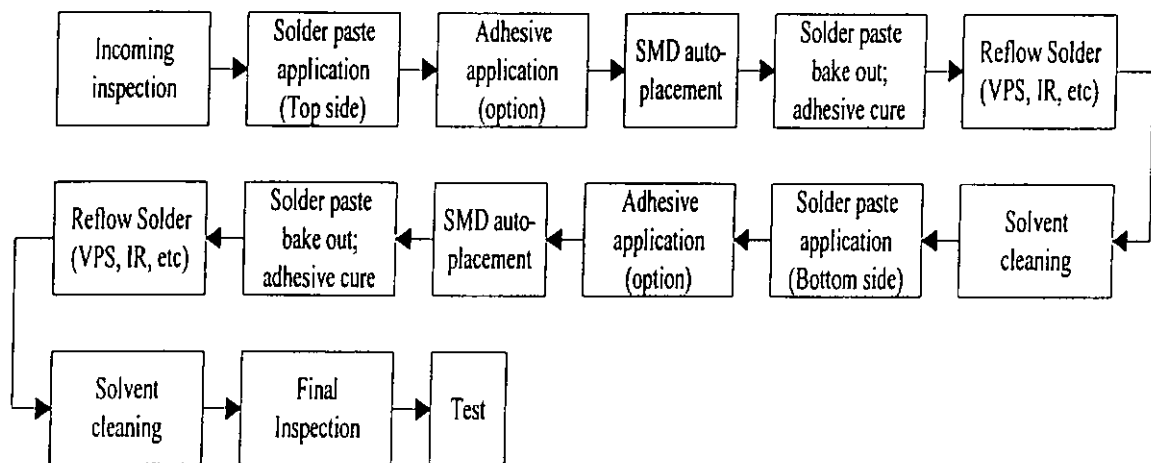 Incoming
inspection
Solder paste
application
(Top side)
Adhesive
application
(option)
SMD auto-
placement
Solder paste
bake out;
adhesive cure
Reflow Solder
(VPS, IR, etc)
Solvent
cleaning
Solder paste
application
(Bottom side)
Adhesive
application
(option)
SMD auto-
placement
Solder paste
bake out;
adhesive cure
Reflow Solder
(VPS, IR, etc)
Solvent
cleaning
Final
Inspection
Test